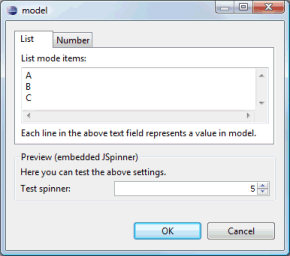 model
List Number
List mode items:
A
B
C
Each line in the above text field represents a value in model.
Preview (embedded JSpinner)
Here you can test the above settings.
Test spinner: 5
OK Cancel